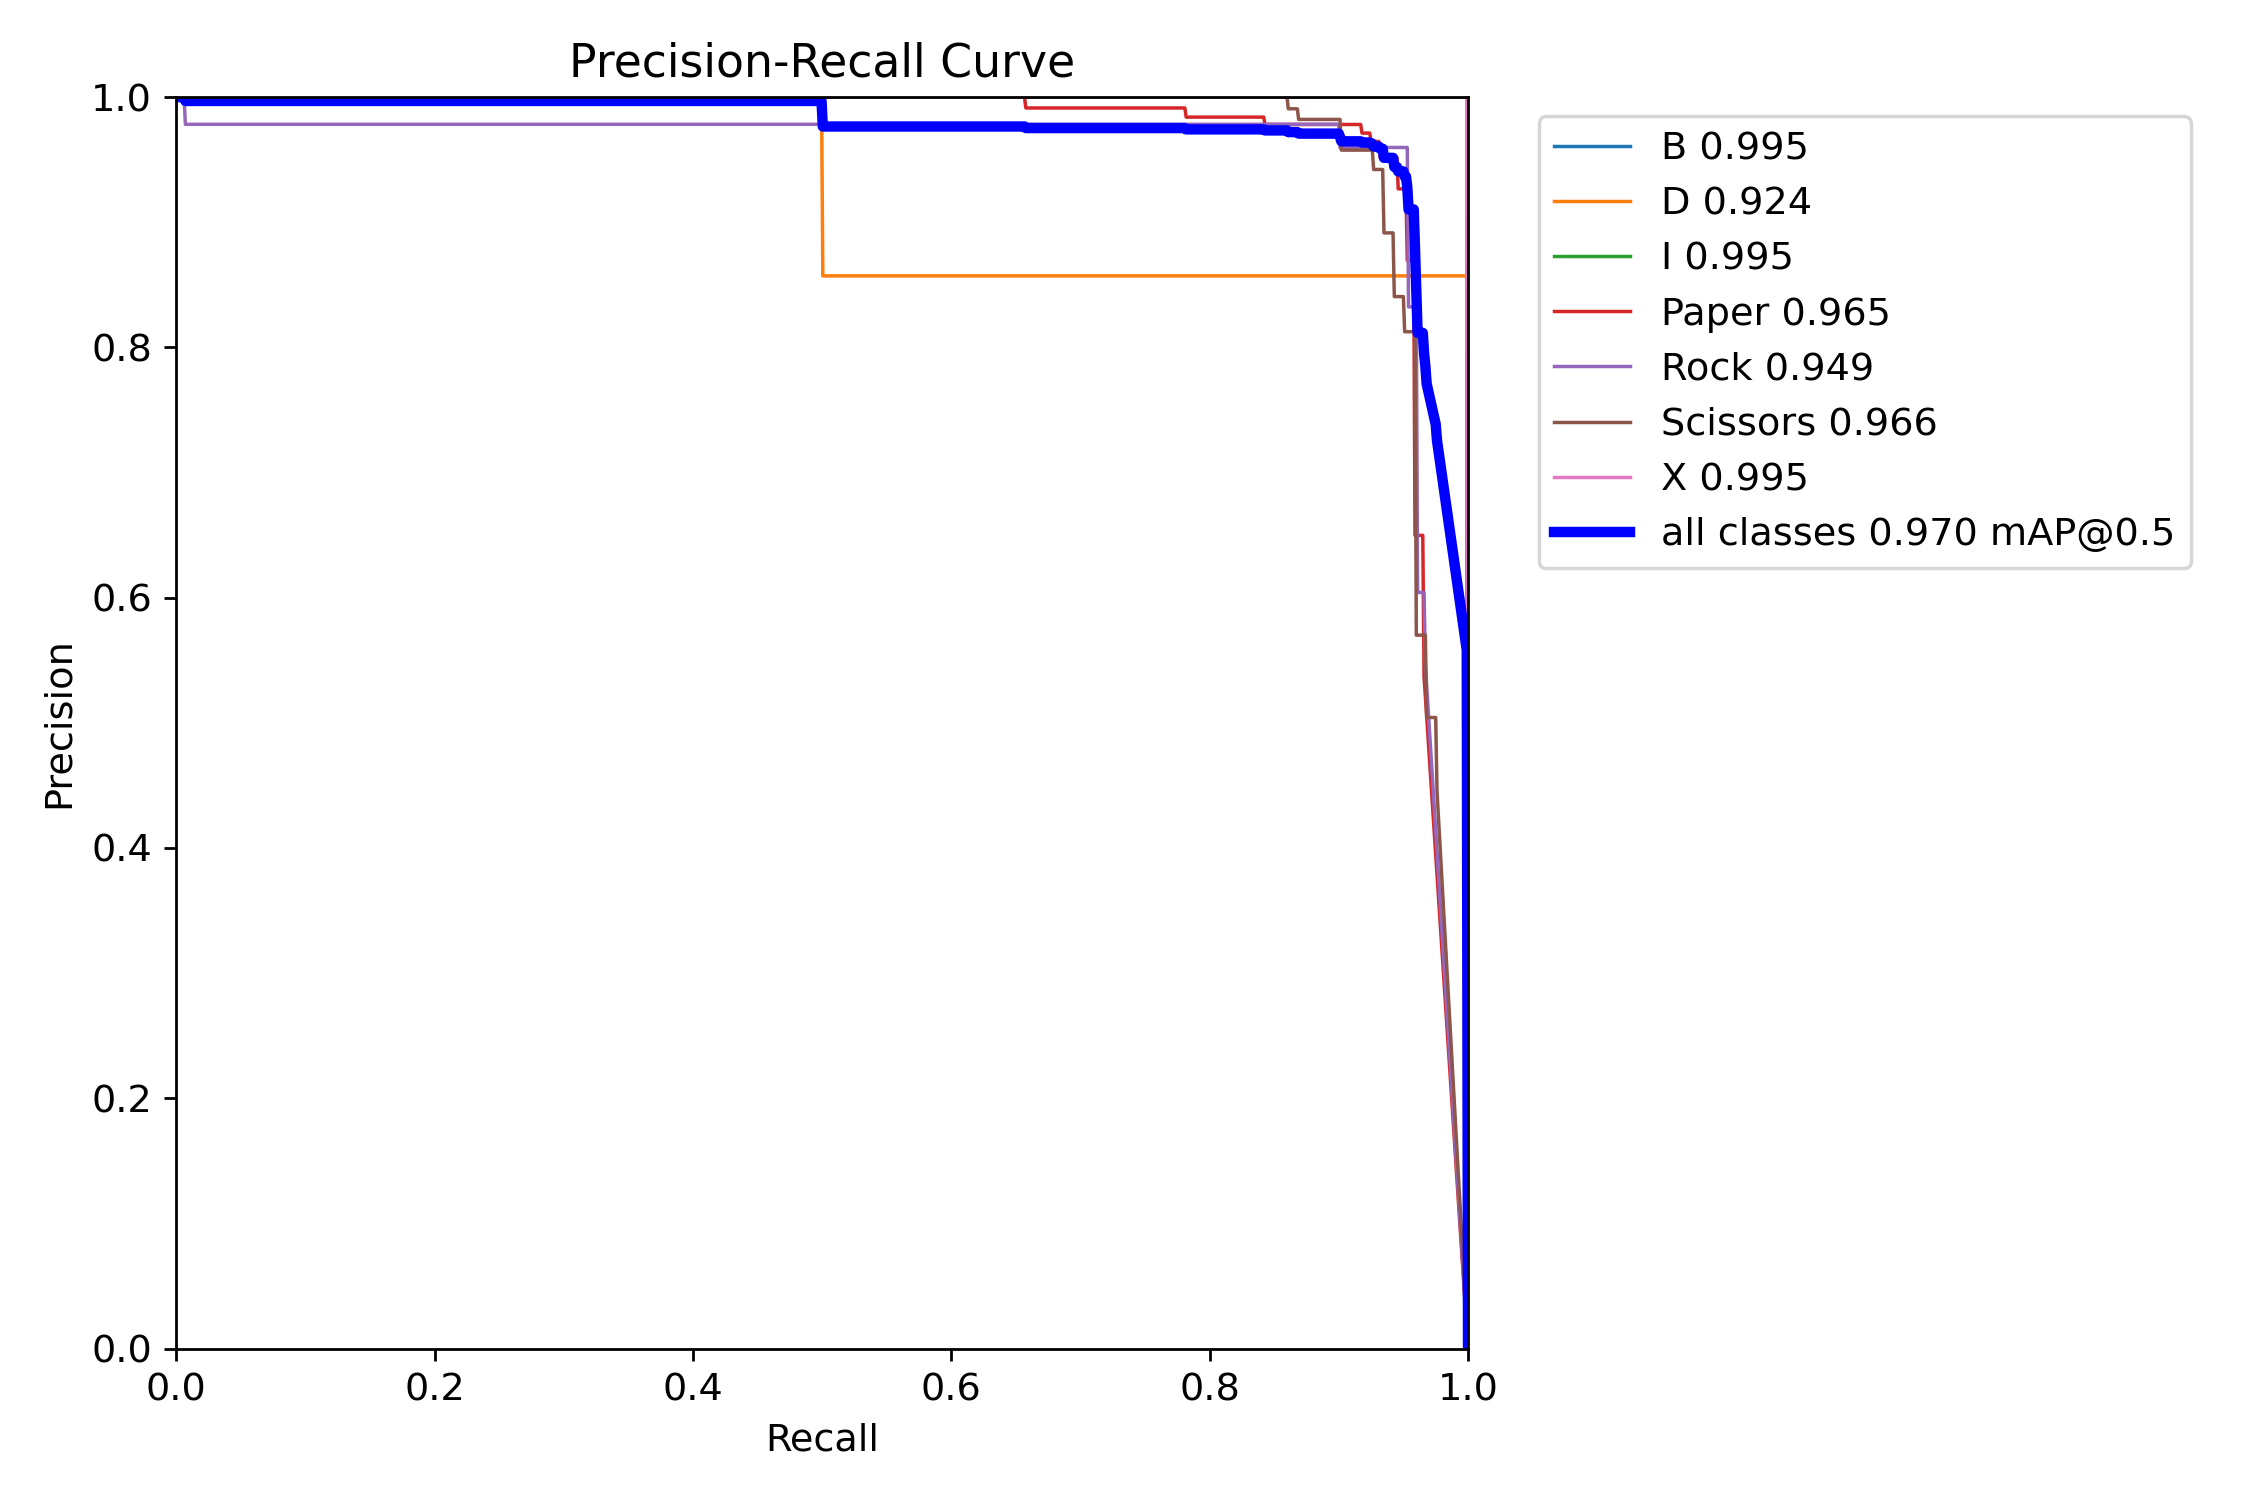 Precision-Recall Curve
1.0
0.8
0.6
0.4
0.2
0.0
Precision
0.0 0.2 0.4 0.6 0.8 1.0
Recall
B 0.995
D 0.924
I 0.995
Paper 0.965
Rock 0.949
Scissors 0.966
X 0.995
all classes 0.970 mAP@0.5